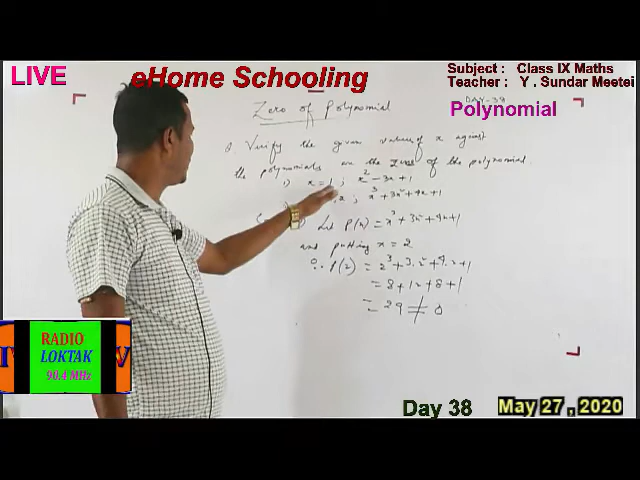 LIVE
eHome Schooling
Subject : Class IX Maths
Teacher : Y . Sundar Meetei
DAY-38
Polynomial
Zero of Polynomial
Q. Verify the given values of x against
the polynomials are the zeros of the polynomial.
i) x = 1 ; x² - 3x + 1
2 ; x³ + 3x² + 4x + 1
Let p(x) = x³ + 3x² + 4x + 1
and putting x = 2
∴ p(2) = 2³ + 3.2² + 4.2 + 1
= 8 + 12 + 8 + 1
= 29 ≠ 0
RADIO
LOKTAK
90.4 MHz
Day 38
May 27 , 2020